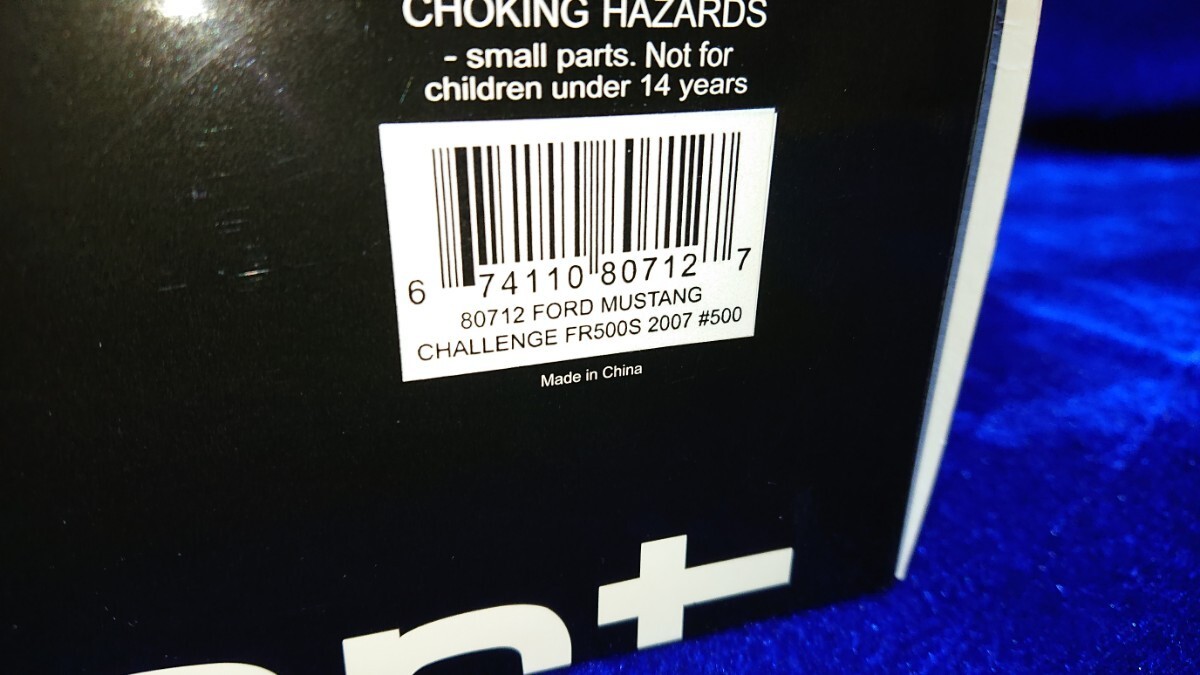 CHOKING HAZARDS
- small parts. Not for
children under 14 years
6 74110 80712 7
80712 FORD MUSTANG
CHALLENGE FR500S 2007 #500
Made in China